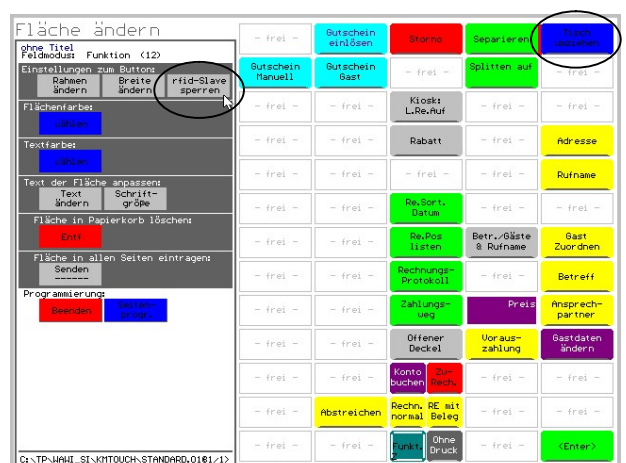 Fläche ändern
ohne Titel
Feldmodus: Funktion (12)
Einstellungen zum Button:
Rahmen ändern
Breite ändern
rfid-Slave sperren
Flächenfarbe:
wählen
Textfarbe:
wählen
Text der Fläche anpassen:
Text ändern
Schrift-größe
Fläche in Papierkorb löschen:
Entf
Fläche in allen Seiten eintragen:
Senden
------
Programmierung:
Beenden
Seiten-progr.
C:\TP\WAWI_SI\KMTOUCH\STANDARD.0101/1>
- frei -
Gutschein einlösen
Storno
Separieren
Tisch umziehen
Gutschein Manuell
Gutschein Gast
- frei -
Splitten auf
- frei -
- frei -
- frei -
Kiosk: L.Re.Auf
- frei -
- frei -
- frei -
- frei -
Rabatt
- frei -
Adresse
- frei -
- frei -
- frei -
- frei -
Rufname
- frei -
- frei -
Re.Sort. Datum
- frei -
- frei -
- frei -
- frei -
Re.Pos listen
Betr./Gäste & Rufname
Gast Zuordnen
- frei -
- frei -
Rechnungs-Protokoll
- frei -
Betreff
- frei -
- frei -
Zahlungs-weg
Preis
Ansprech-partner
- frei -
- frei -
Offener Deckel
Voraus-zahlung
Gastdaten ändern
- frei -
- frei -
Konto buchen
Zu-Rech.
- frei -
- frei -
- frei -
Abstreichen
Rechn. normal
RE mit Beleg
- frei -
- frei -
- frei -
- frei -
Funkt. 2
Ohne Druck
- frei -
<Enter>